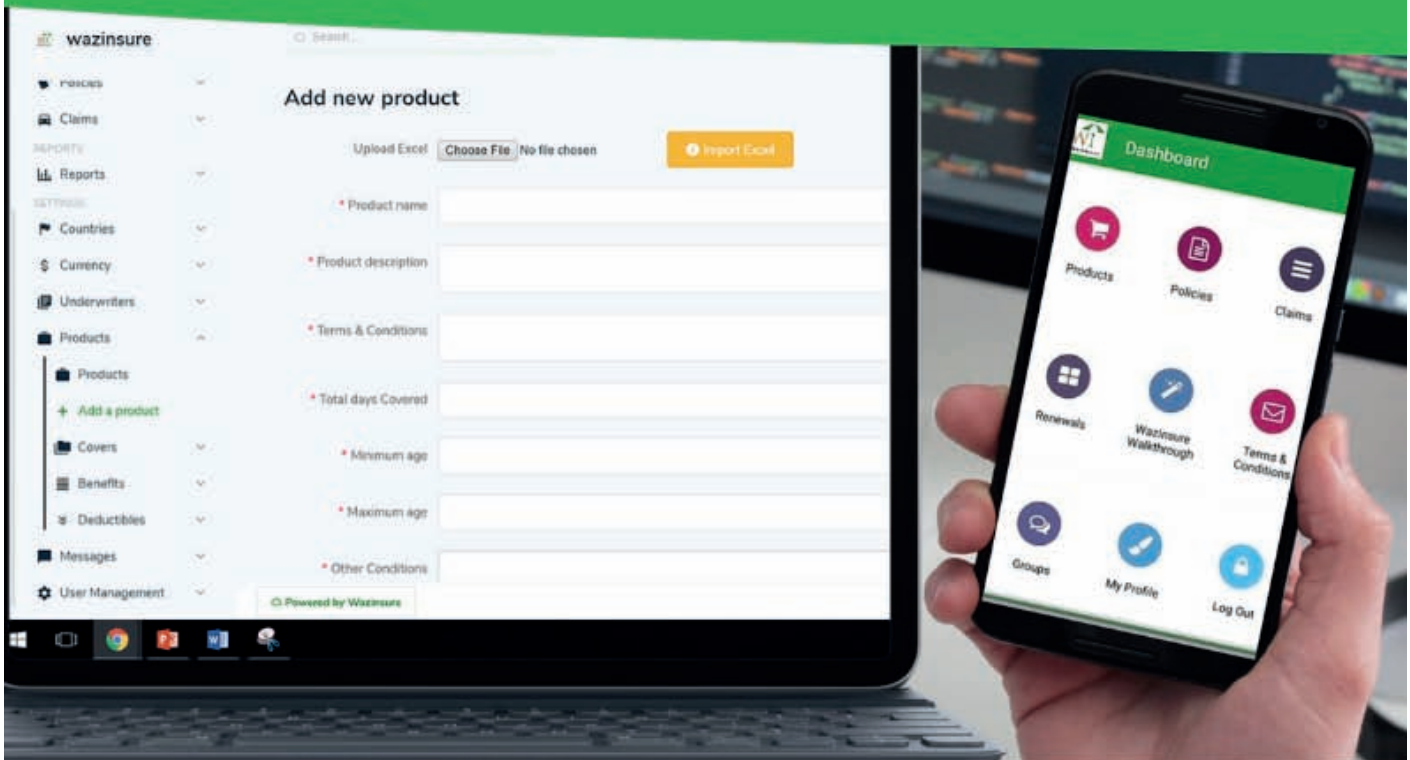 wazinsure
Search...
Claims
REPORTS
Reports
SETTINGS
Countries
Currency
Underwriters
Products
Products
+ Add a product
Covers
Benefits
Deductibles
Messages
User Management
Add new product
Upload Excel Choose File No file chosen Import Excel
* Product name
* Product description
* Terms & Conditions
* Total days Covered
* Minimum age
* Maximum age
* Other Conditions
Powered by Wazinsure
Dashboard
Products
Policies
Claims
Renewals
Wazinsure
Walkthrough
Terms &
Conditions
Groups
My Profile
Log Out